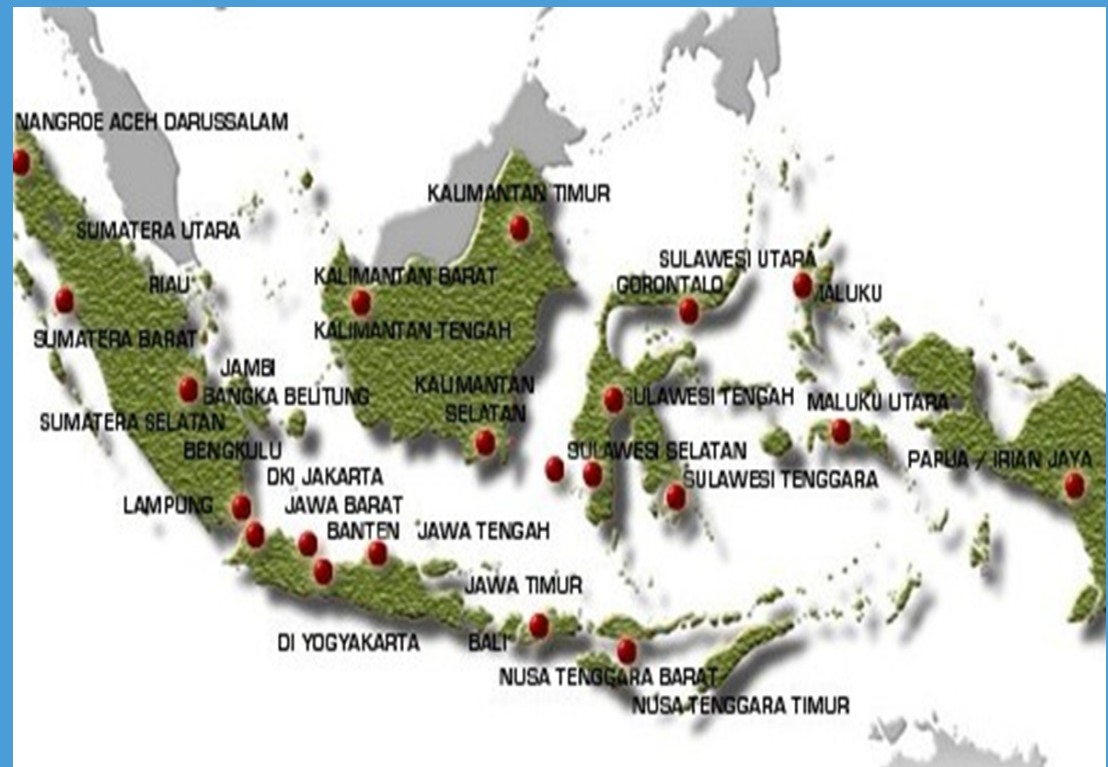 NANGROE ACEH DARUSSALAM
KALIMANTAN TIMUR
SUMATERA UTARA
SULAWESI UTARA
RIAU
KALIMANTAN BARAT
GORONTALO
MALUKU
KALIMANTAN TENGAH
SUMATERA BARAT
JAMBI
KALIMANTAN
SELATAN
BANGKA BELITUNG
SULAWESI TENGAH
MALUKU UTARA
SUMATERA SELATAN
BENGKULU
SULAWESI SELATAN
PAPUA / IRIAN JAYA
DKI JAKARTA
SULAWESI TENGGARA
LAMPUNG
JAWA BARAT
BANTEN
JAWA TENGAH
JAWA TIMUR
DI YOGYAKARTA
BALI
NUSA TENGGARA BARAT
NUSA TENGGARA TIMUR